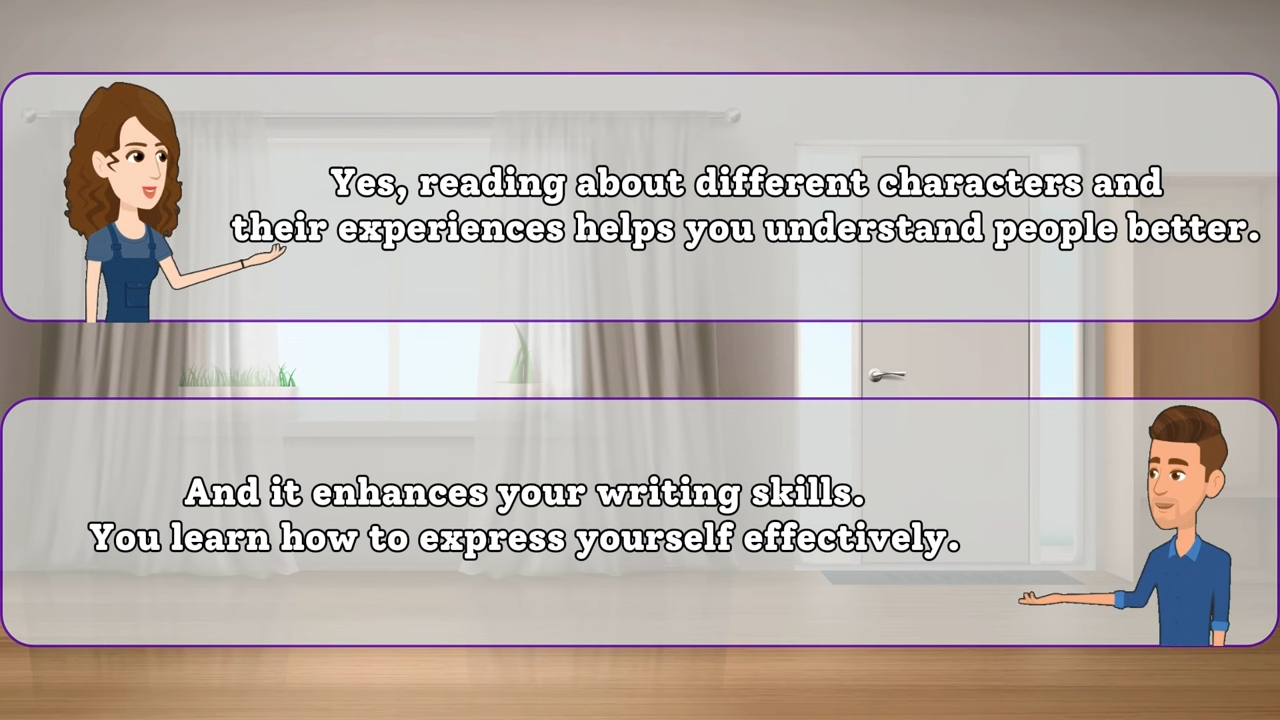 Yes, reading about different characters and
their experiences helps you understand people better.
And it enhances your writing skills.
You learn how to express yourself effectively.